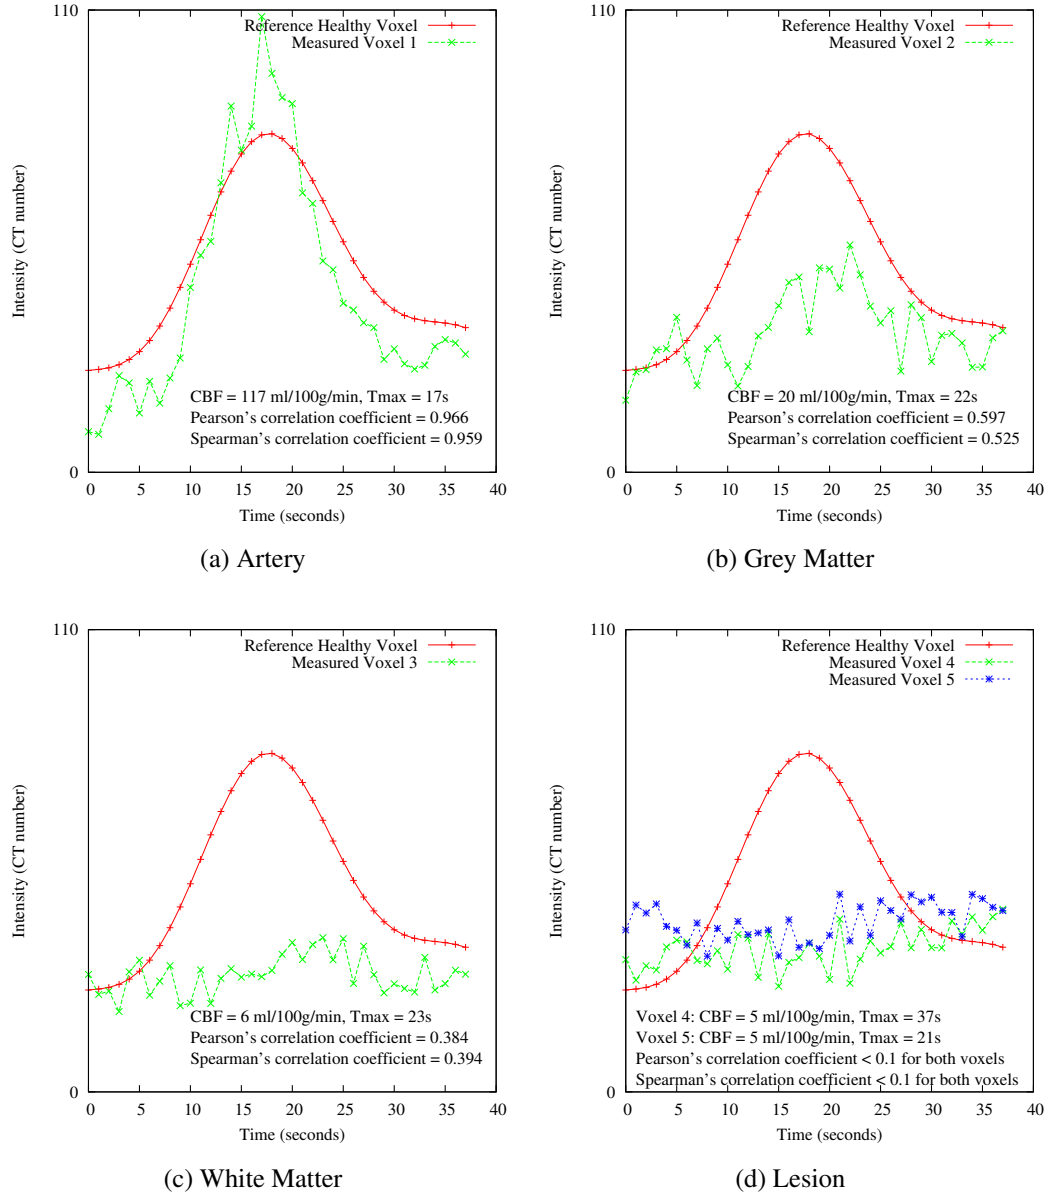 110
Reference Healthy Voxel
Measured Voxel 1
Intensity (CT number)
CBF = 117 ml/100g/min, Tmax = 17s
Pearson's correlation coefficient = 0.966
Spearman's correlation coefficient = 0.959
0
0 5 10 15 20 25 30 35 40
Time (seconds)
(a) Artery
110
Reference Healthy Voxel
Measured Voxel 2
Intensity (CT number)
CBF = 20 ml/100g/min, Tmax = 22s
Pearson's correlation coefficient = 0.597
Spearman's correlation coefficient = 0.525
0
0 5 10 15 20 25 30 35 40
Time (seconds)
(b) Grey Matter
110
Reference Healthy Voxel
Measured Voxel 3
Intensity (CT number)
CBF = 6 ml/100g/min, Tmax = 23s
Pearson's correlation coefficient = 0.384
Spearman's correlation coefficient = 0.394
0
0 5 10 15 20 25 30 35 40
Time (seconds)
(c) White Matter
110
Reference Healthy Voxel
Measured Voxel 4
Measured Voxel 5
Intensity (CT number)
Voxel 4: CBF = 5 ml/100g/min, Tmax = 37s
Voxel 5: CBF = 5 ml/100g/min, Tmax = 21s
Pearson's correlation coefficient < 0.1 for both voxels
Spearman's correlation coefficient < 0.1 for both voxels
0
0 5 10 15 20 25 30 35 40
Time (seconds)
(d) Lesion